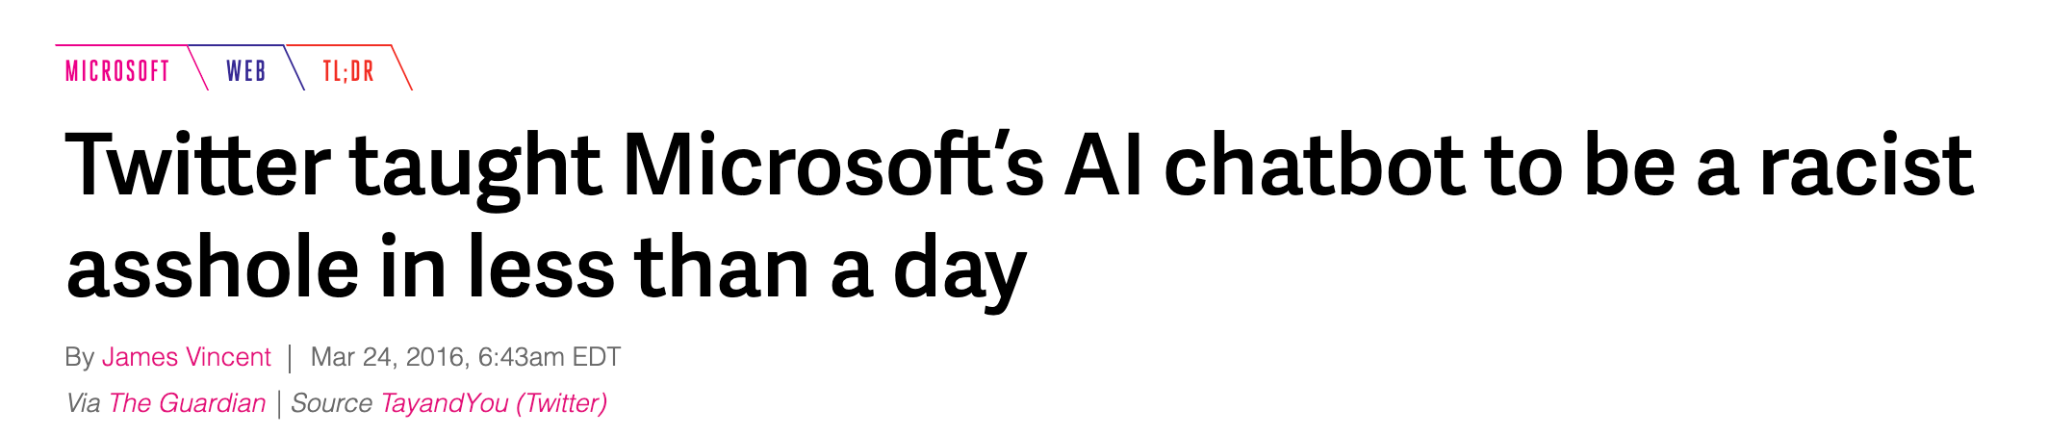 MICROSOFT WEB TL;DR
Twitter taught Microsoft’s AI chatbot to be a racist
asshole in less than a day
By James Vincent | Mar 24, 2016, 6:43am EDT
Via The Guardian | Source TayandYou (Twitter)